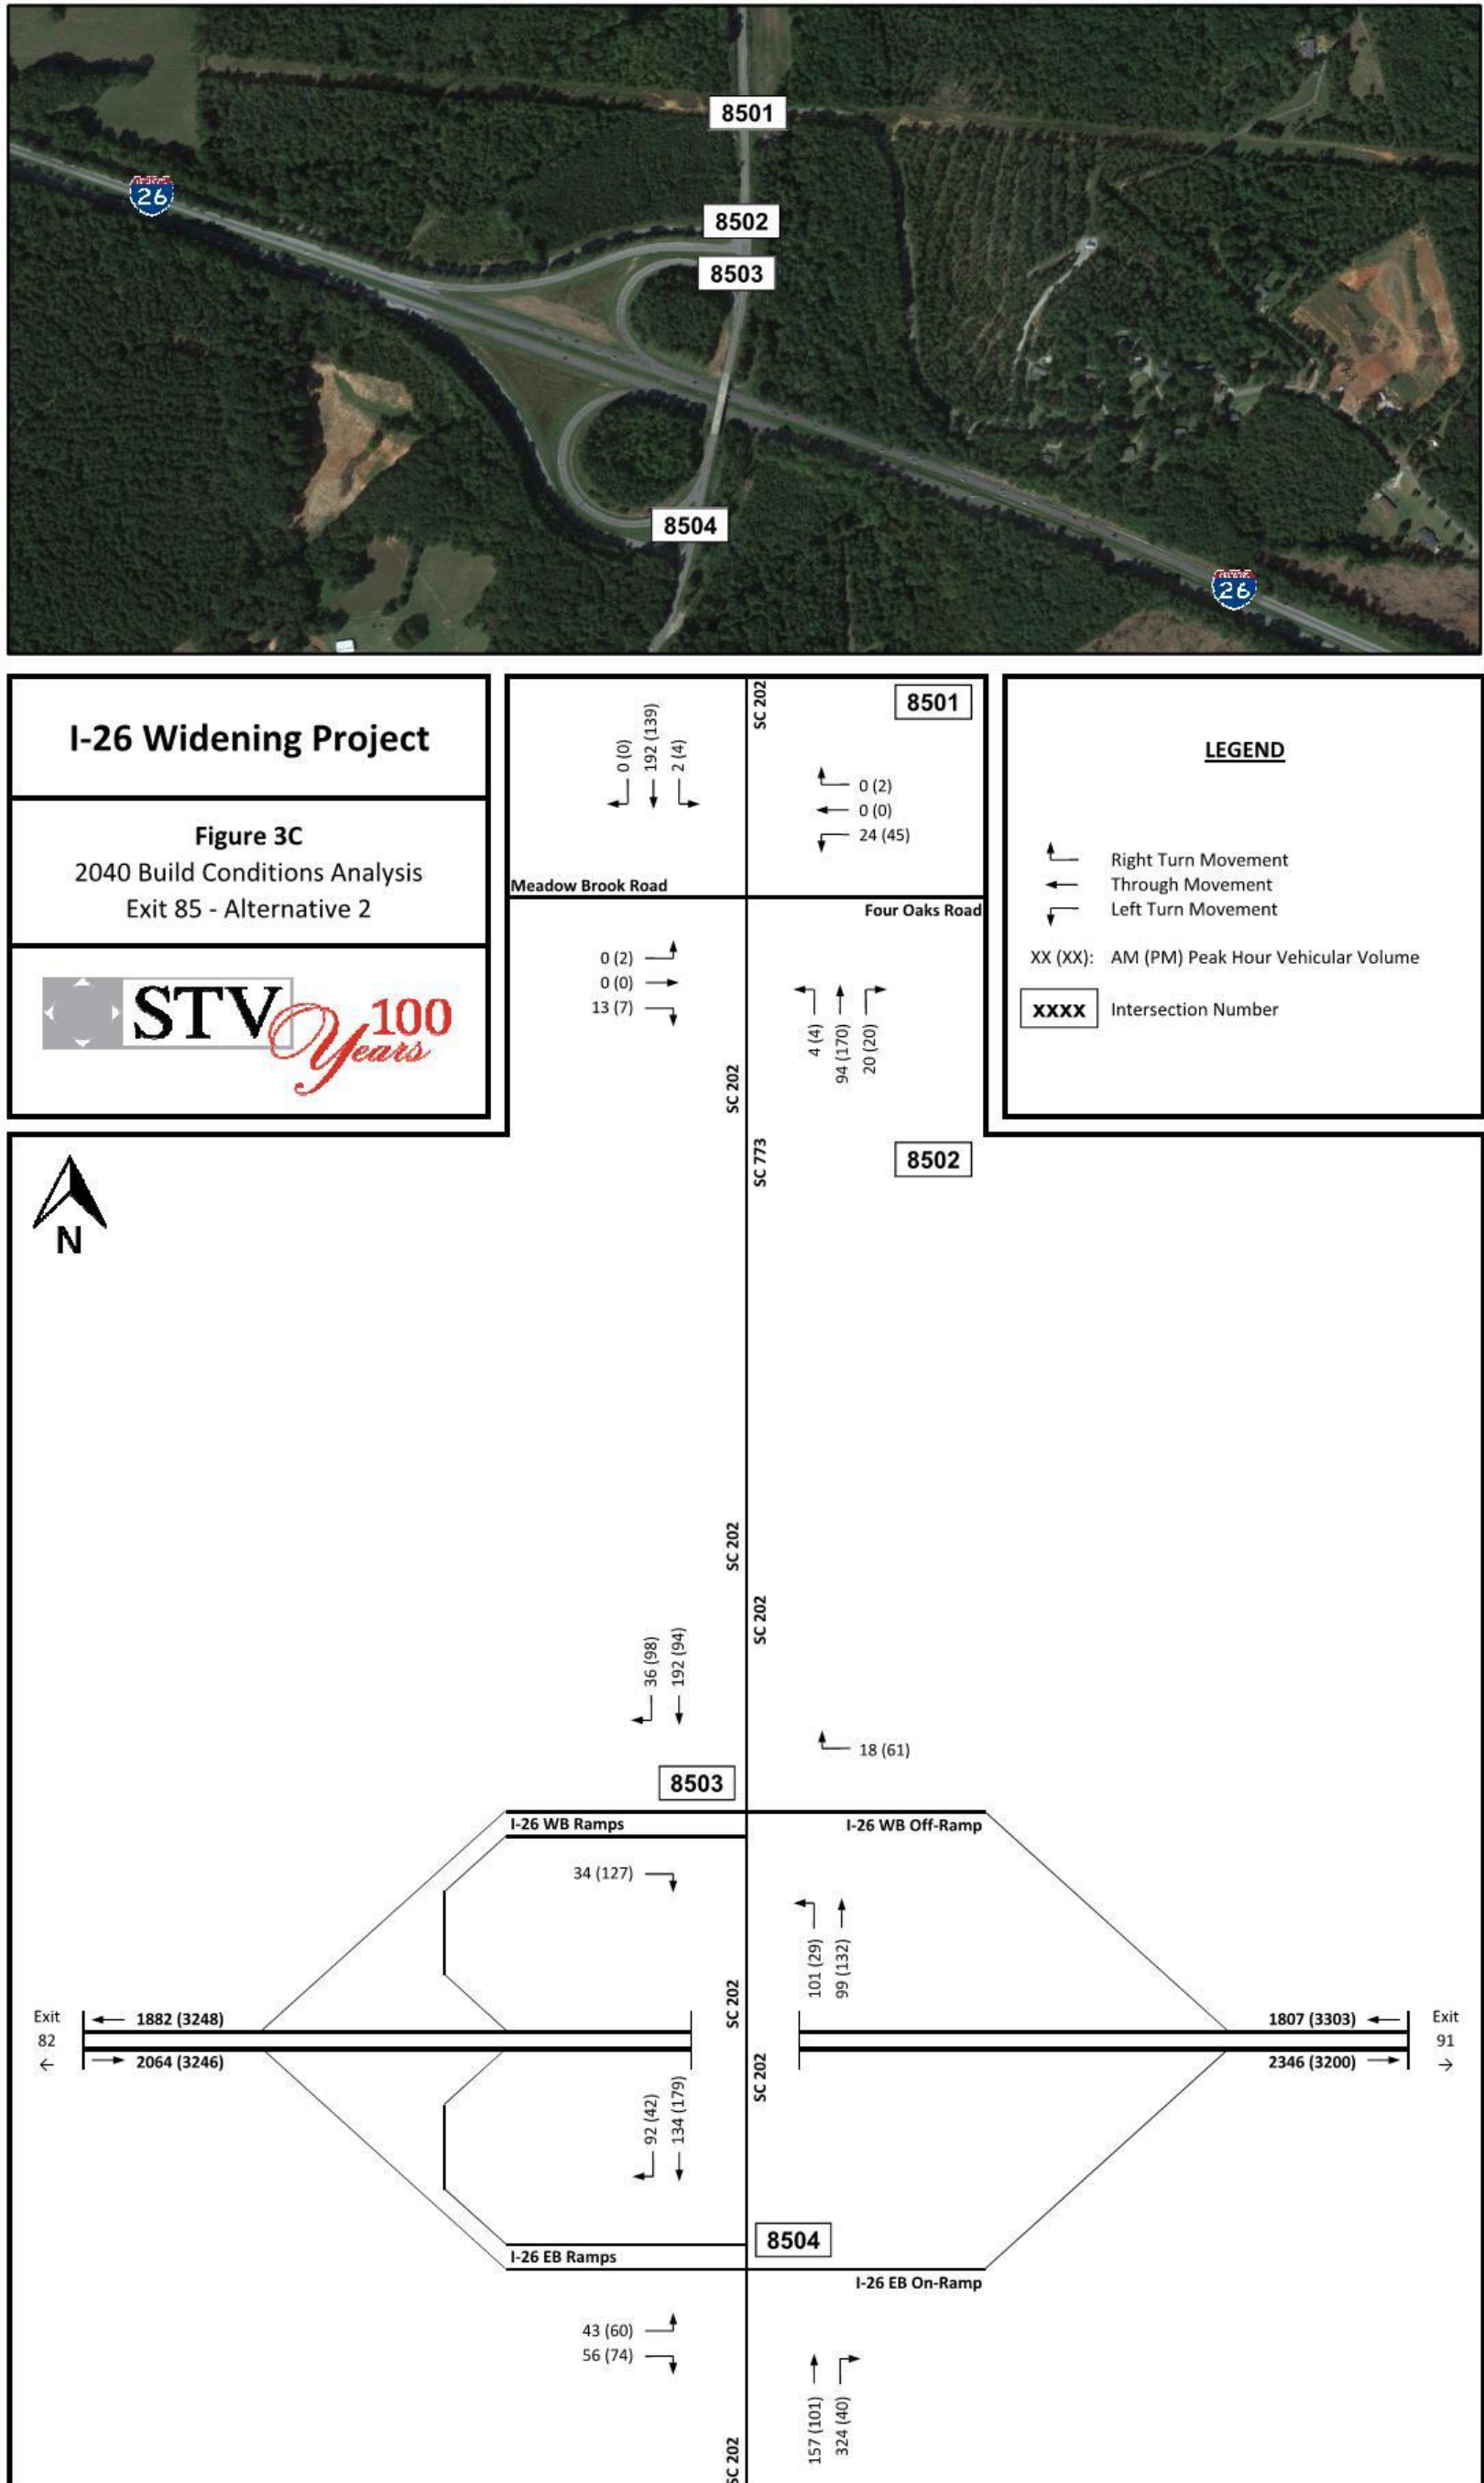 8501
26
8502
8503
8504
26
I-26 Widening Project
Figure 3C
2040 Build Conditions Analysis
Exit 85 - Alternative 2
STV 100
Years
SC 202
8501
0 (0)
192 (139)
2 (4)
0 (2)
0 (0)
24 (45)
Meadow Brook Road
Four Oaks Road
0 (2)
0 (0)
13 (7)
4 (4)
94 (170)
20 (20)
SC 202
LEGEND
Right Turn Movement
Through Movement
Left Turn Movement
XX (XX): AM (PM) Peak Hour Vehicular Volume
XXXX Intersection Number
N
SC 773
8502
SC 202
SC 202
36 (98)
192 (94)
18 (61)
8503
I-26 WB Ramps
I-26 WB Off-Ramp
34 (127)
101 (29)
99 (132)
SC 202
Exit
82
←
1882 (3248)
2064 (3246)
1807 (3303)
2346 (3200)
Exit
91
→
SC 202
92 (42)
134 (179)
8504
I-26 EB Ramps
I-26 EB On-Ramp
43 (60)
56 (74)
157 (101)
324 (40)
SC 202